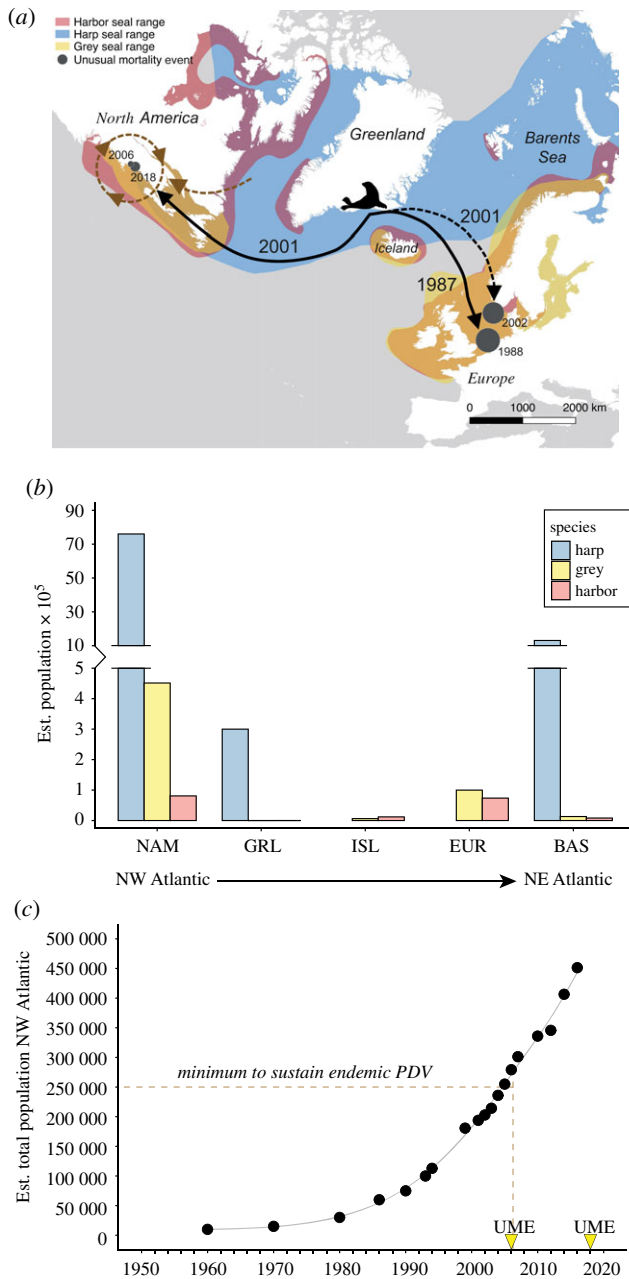 (a)
Harbor seal range
Harp seal range
Grey seal range
Unusual mortality event
North America
Greenland
Barents
Sea
2006
2018
2001
2001
Iceland
1987
2002
1988
Europe
0 1000 2000 km
(b)
Est. population × 10⁵
90
70
50
30
10
5
4
3
2
1
0
species
harp
grey
harbor
NAM GRL ISL EUR BAS
NW Atlantic NE Atlantic
(c)
Est. total population NW Atlantic
500 000
450 000
400 000
350 000
300 000
250 000
200 000
150 000
100 000
50 000
0
minimum to sustain endemic PDV
UME UME
1950 1960 1970 1980 1990 2000 2010 2020